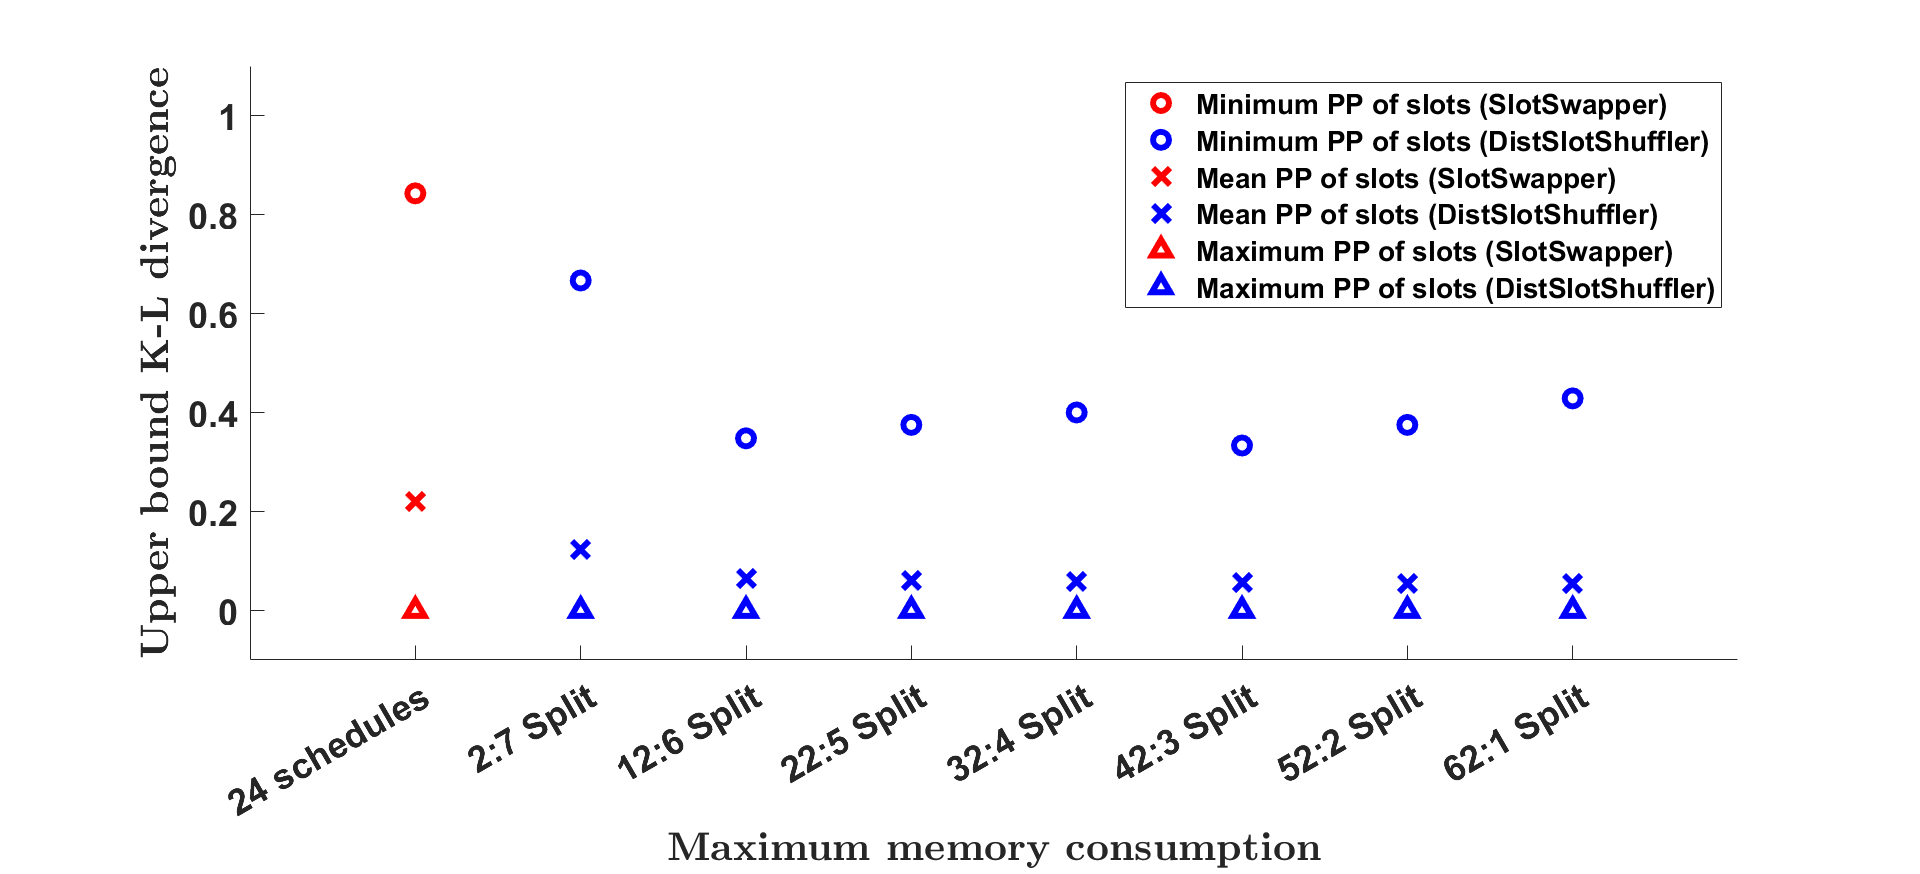 Upper bound K-L divergence
1
0.8
0.6
0.4
0.2
0
Minimum PP of slots (SlotSwapper)
Minimum PP of slots (DistSlotShuffler)
Mean PP of slots (SlotSwapper)
Mean PP of slots (DistSlotShuffler)
Maximum PP of slots (SlotSwapper)
Maximum PP of slots (DistSlotShuffler)
24 schedules
2:7 Split
12:6 Split
22:5 Split
32:4 Split
42:3 Split
52:2 Split
62:1 Split
Maximum memory consumption